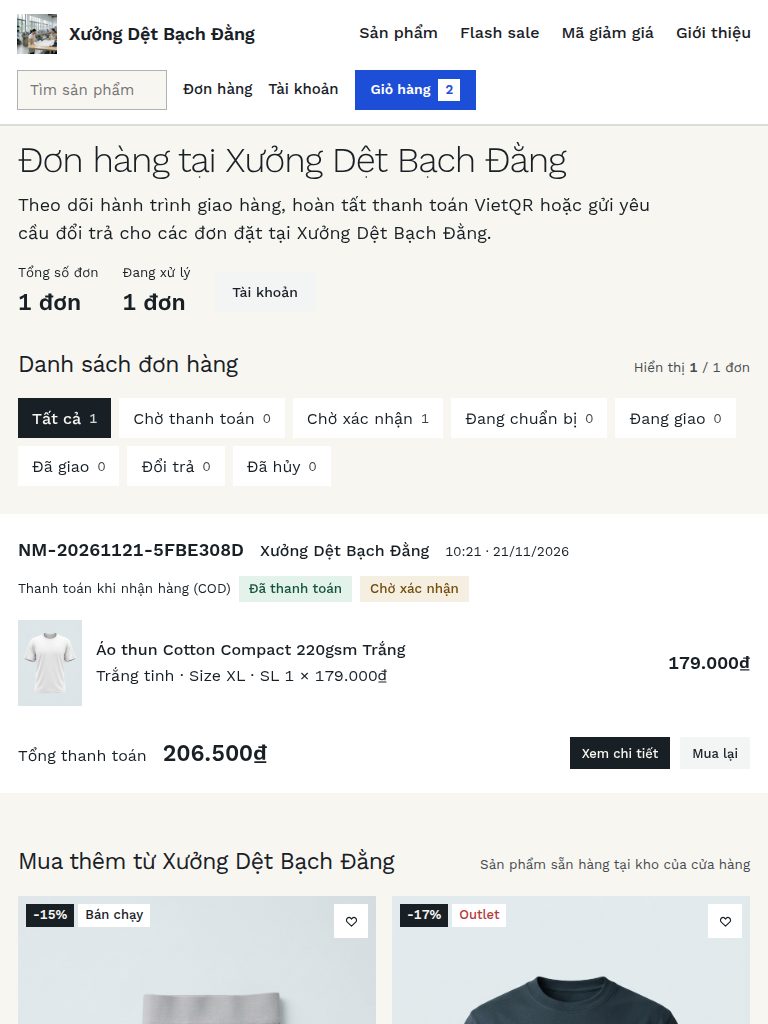 Xưởng Dệt Bạch Đằng
Sản phẩm Flash sale Mã giảm giá Giới thiệu
Tìm sản phẩm Đơn hàng Tài khoản Giỏ hàng 2
Đơn hàng tại Xưởng Dệt Bạch Đằng
Theo dõi hành trình giao hàng, hoàn tất thanh toán VietQR hoặc gửi yêu
cầu đổi trả cho các đơn đặt tại Xưởng Dệt Bạch Đằng.
Tổng số đơn Đang xử lý
1 đơn 1 đơn Tài khoản
Danh sách đơn hàng Hiển thị 1 / 1 đơn
Tất cả 1 Chờ thanh toán 0 Chờ xác nhận 1 Đang chuẩn bị 0 Đang giao 0
Đã giao 0 Đổi trả 0 Đã hủy 0
NM-20261121-5FBE308D Xưởng Dệt Bạch Đằng 10:21 · 21/11/2026
Thanh toán khi nhận hàng (COD) Đã thanh toán Chờ xác nhận
Áo thun Cotton Compact 220gsm Trắng
Trắng tinh · Size XL · SL 1 × 179.000₫
179.000₫
Tổng thanh toán 206.500₫ Xem chi tiết Mua lại
Mua thêm từ Xưởng Dệt Bạch Đằng Sản phẩm sẵn hàng tại kho của cửa hàng
-15% Bán chạy -17% Outlet